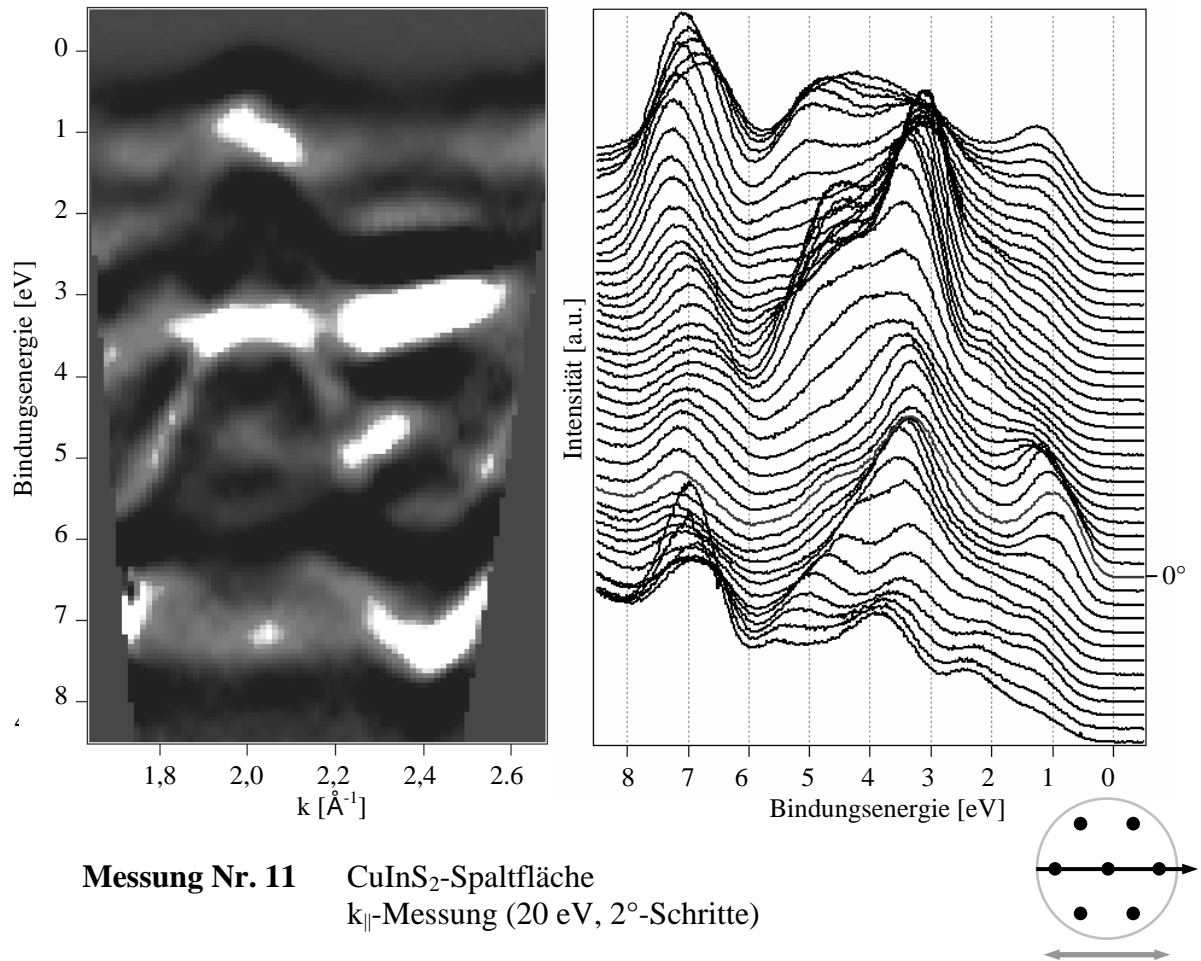 0
1
2
3
4
5
6
7
8
Bindungsenergie [eV]
1,8 2,0 2,2 2,4 2.6
k [Å⁻¹]
Intensität [a.u.]
8 7 6 5 4 3 2 1 0
Bindungsenergie [eV]
0°
Messung Nr. 11 CuInS₂-Spaltfläche
k||-Messung (20 eV, 2°-Schritte)